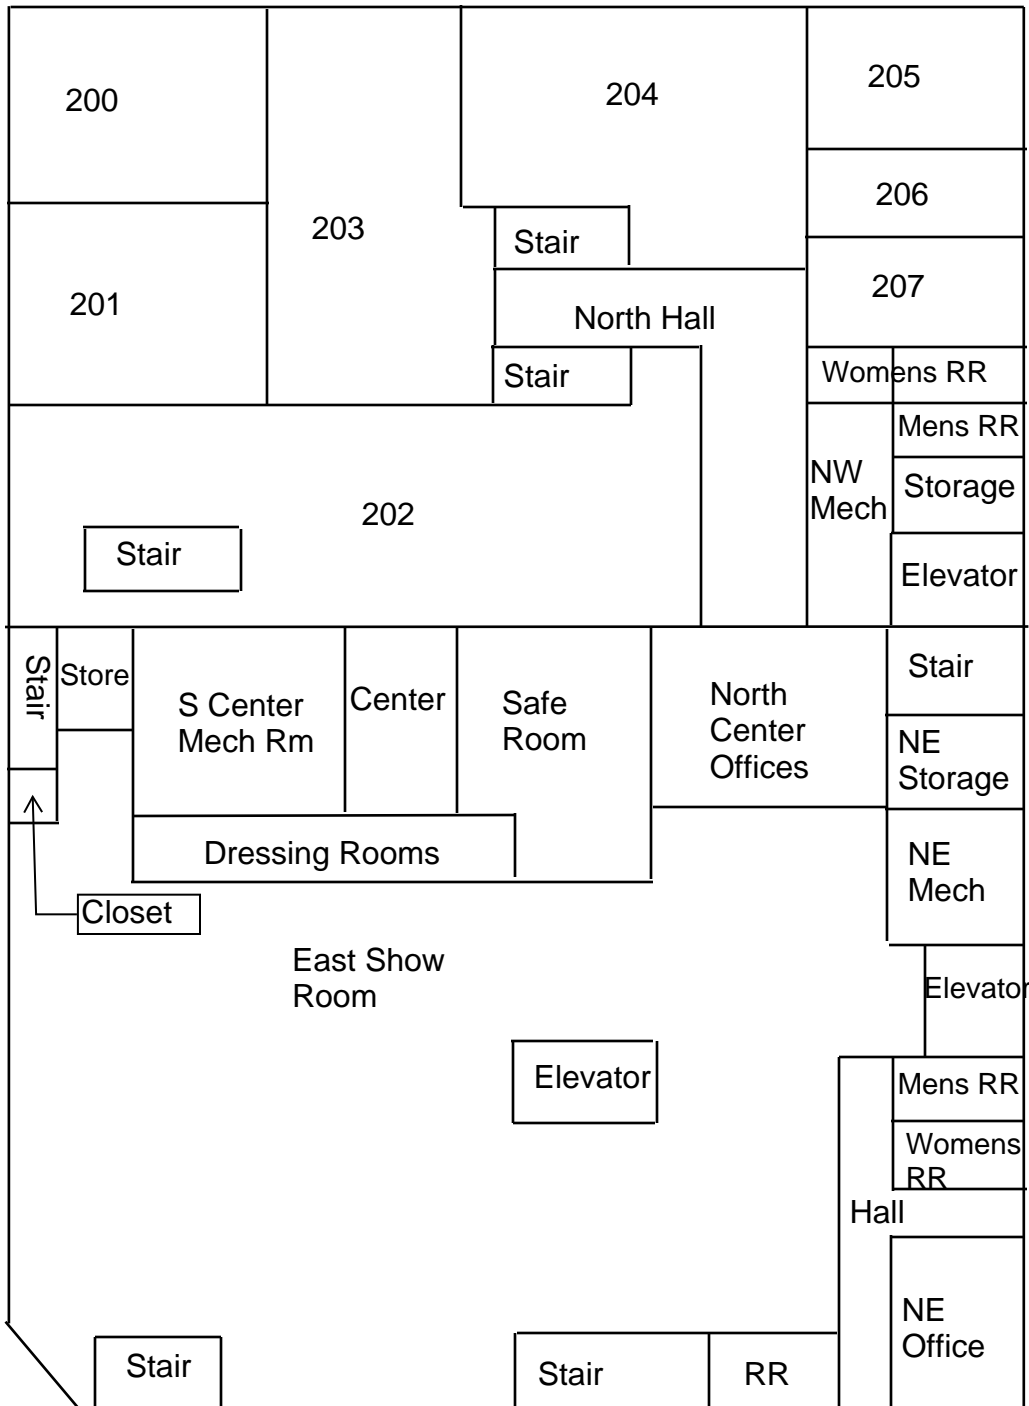 200
204
205
203
206
Stair
201
207
North Hall
Stair
Womens RR
Mens RR
NW
Mech
Storage
202
Stair
Elevator
Stair
Store
S Center
Mech Rm
Center
Safe
Room
North
Center
Offices
Stair
NE
Storage
Dressing Rooms
NE
Mech
Closet
East Show
Room
Elevator
Elevator
Mens RR
Womens
RR
Hall
NE
Office
Stair
Stair
RR